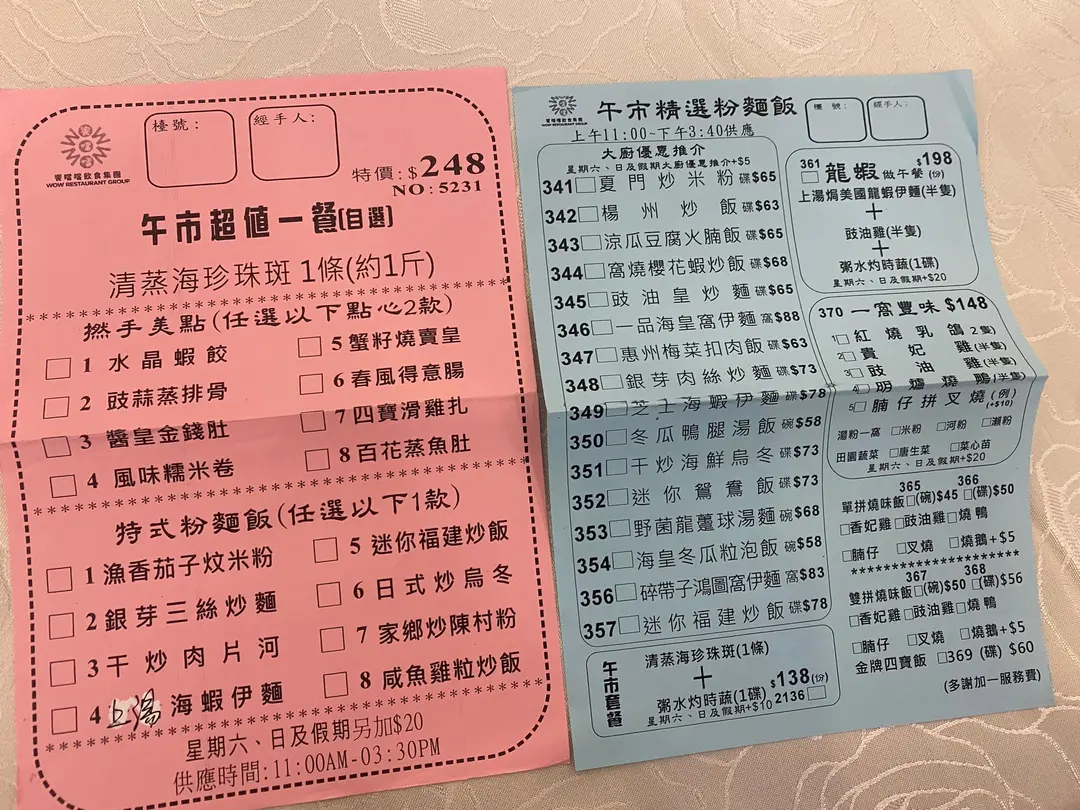 饗噹噹飲食集團
WOW RESTAURANT GROUP
檯號：
經手人：
特價：$248
NO：5231
午市超值一餐(自選)
清蒸海珍珠斑 1條(約1斤)
撚手美點(任選以下點心2款)
1 水晶蝦餃
2 豉蒜蒸排骨
3 醬皇金錢肚
4 風味糯米卷
5 蟹籽燒賣皇
6 春風得意腸
7 四寶滑雞扎
8 百花蒸魚肚
特式粉麵飯(任選以下1款)
1 漁香茄子炆米粉
2 銀芽三絲炒麵
3 干炒肉片河
4 上湯海蝦伊麵
5 迷你福建炒飯
6 日式炒烏冬
7 家鄉炒陳村粉
8 咸魚雞粒炒飯
星期六、日及假期另加$20
供應時間:11:00AM-03:30PM
WOW RESTAURANT GROUP
午市精選粉麵飯
上午11:00~下午3:40供應
檯號：
經手人：
大廚優惠推介
星期六、日及假期大廚優惠推介+$5
341 夏門炒米粉 碟$65
342 楊州炒飯 碟$63
343 涼瓜豆腐火腩飯 碟$65
344 窩燒櫻花蝦炒飯 碟$68
345 豉油皇炒麵 碟$65
346 一品海皇窩伊麵 窩$88
347 惠州梅菜扣肉飯 碟$63
348 銀芽肉絲炒麵 碟$73
349 芝士海蝦伊麵 碟$78
350 冬瓜鴨腿湯飯 碗$58
351 干炒海鮮烏冬 碟$73
352 迷你鴛鴦飯 碟$73
353 野菌龍躉球湯麵 碗$68
354 海皇冬瓜粒泡飯 碗$58
356 碎帶子鴻圖窩伊麵 窩$83
357 迷你福建炒飯 碟$78
午市套餐
清蒸海珍珠斑(1條)
+
粥水灼時蔬(1碟)
$138(份)
2136
星期六、日及假期+$10
361 龍蝦 做午餐 $198(份)
上湯焗美國龍蝦伊麵(半隻)
+
豉油雞(半隻)
+
粥水灼時蔬(1碟)
星期六、日及假期+$20
370 一窩豐味 $148
1 紅燒乳鴿 2隻)
2 貴妃雞(半隻)
3 豉油雞(半隻)
4 明爐燒鴨(半隻)
5 腩仔拼叉燒(例)
(+$10)
湯粉一窩 米粉 河粉 瀨粉
田園蔬菜 唐生菜 菜心苗
星期六、日及假期+$20
365 366
單拼燒味飯 (碗)$45 (碟)$50
香妃雞 豉油雞 燒鴨
腩仔 叉燒 燒鵝+$5
367 368
雙拼燒味飯 (碗)$50 (碟)$56
香妃雞 豉油雞 燒鴨
腩仔 叉燒 燒鵝+$5
金牌四寶飯 369 (碟) $60
(多謝加一服務費)